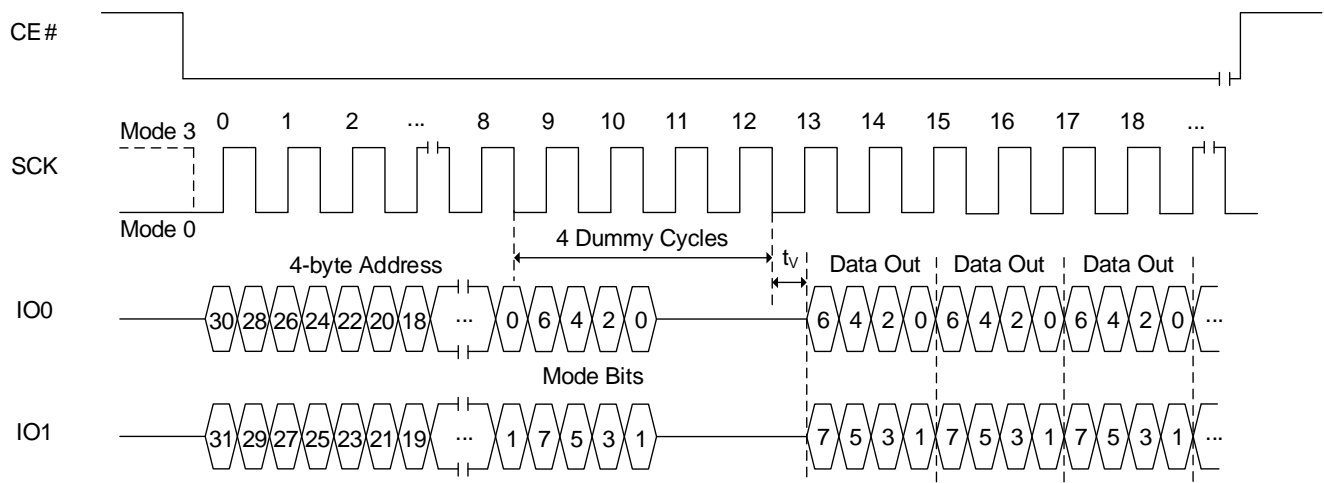 CE#
0 1 2 ... 8 9 10 11 12 13 14 15 16 17 18 ...
Mode 3
SCK
Mode 0
4 Dummy Cycles
4-byte Address
tV
Data Out Data Out Data Out
IO0
30 28 26 24 22 20 18 ... 0 6 4 2 0 6 4 2 0 6 4 2 0 6 4 2 0 ...
Mode Bits
IO1
31 29 27 25 23 21 19 ... 1 7 5 3 1 7 5 3 1 7 5 3 1 7 5 3 1 ...